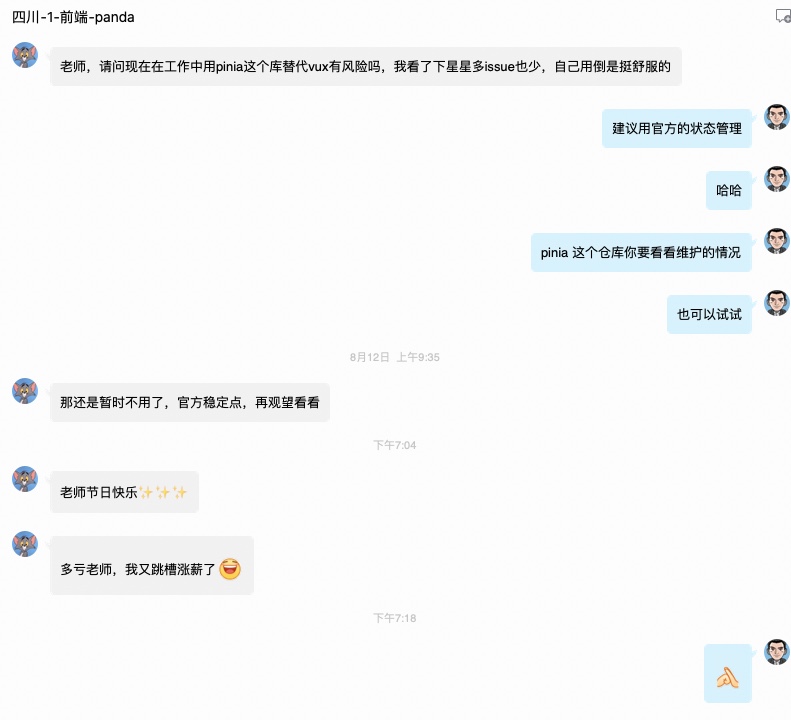 四川-1-前端-panda
老师，请问现在在工作中用pinia这个库替代vux有风险吗，我看了下星星多issue也少，自己用倒是挺舒服的
建议用官方的状态管理
哈哈
pinia 这个仓库你要看看维护的情况
也可以试试
8月12日 上午9:35
那还是暂时不用了，官方稳定点，再观望看看
下午7:04
老师节日快乐✨✨✨
多亏老师，我又跳槽涨薪了😆
下午7:18